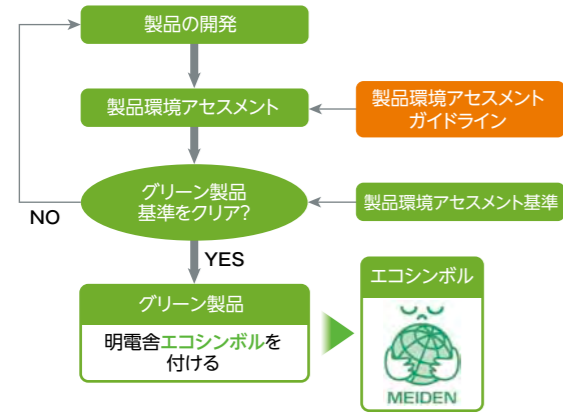 製品の開発
製品環境アセスメント
製品環境アセスメント
ガイドライン
グリーン製品
基準をクリア?
製品環境アセスメント基準
NO
YES
グリーン製品
明電舎エコシンボルを
付ける
エコシンボル
MEIDEN